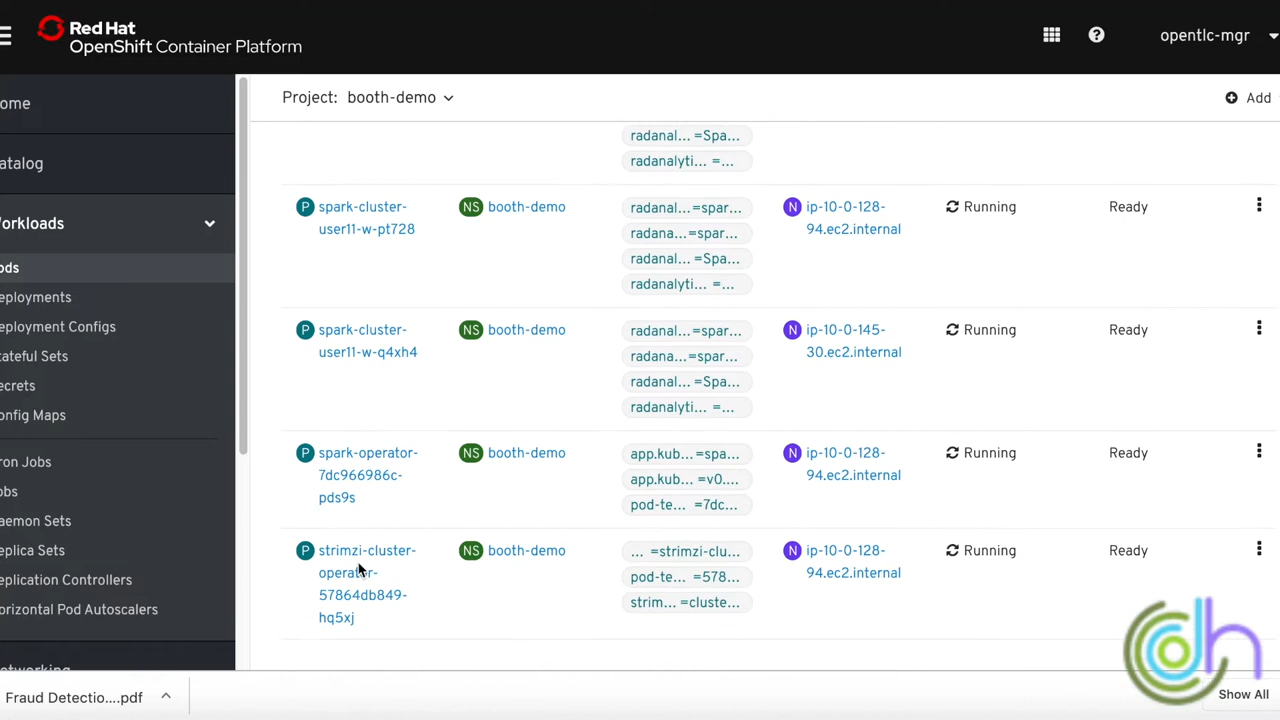 Red Hat
OpenShift Container Platform
opentlc-mgr
ome
atalog
orkloads
ods
eployments
eployment Configs
tateful Sets
ecrets
onfig Maps
ron Jobs
obs
aemon Sets
eplica Sets
eplication Controllers
orizontal Pod Autoscalers
etworking
Project: booth-demo
Add
radanal... =Spa...
radanalyti... =...
P spark-cluster-
user11-w-pt728
NS booth-demo
radanal...=spar...
radana...=spar...
radanal... =Spa...
radanalyti... =...
N ip-10-0-128-
94.ec2.internal
Running
Ready
P spark-cluster-
user11-w-q4xh4
NS booth-demo
radanal...=spar...
radana...=spar...
radanal... =Spa...
radanalyti... =...
N ip-10-0-145-
30.ec2.internal
Running
Ready
P spark-operator-
7dc966986c-
pds9s
NS booth-demo
app.kub... =spa...
app.kub... =v0....
pod-te... =7dc...
N ip-10-0-128-
94.ec2.internal
Running
Ready
P strimzi-cluster-
operator-
57864db849-
hq5xj
NS booth-demo
... =strimzi-clu...
pod-te... =578...
strim... =cluste...
N ip-10-0-128-
94.ec2.internal
Running
Ready
odh
Fraud Detectio....pdf
Show All